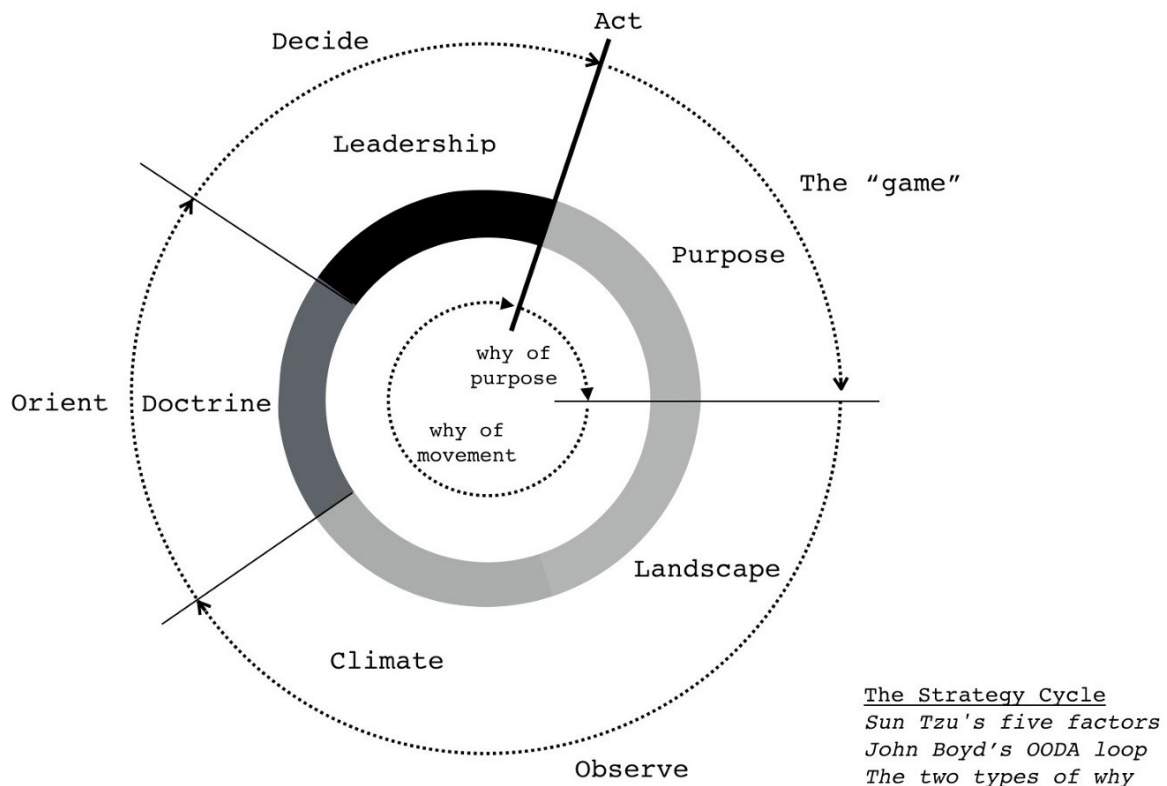 Act
Decide
Leadership
The “game”
Purpose
why of
purpose
Orient
Doctrine
why of
movement
Landscape
Climate
Observe
The Strategy Cycle
Sun Tzu's five factors
John Boyd’s OODA loop
The two types of why